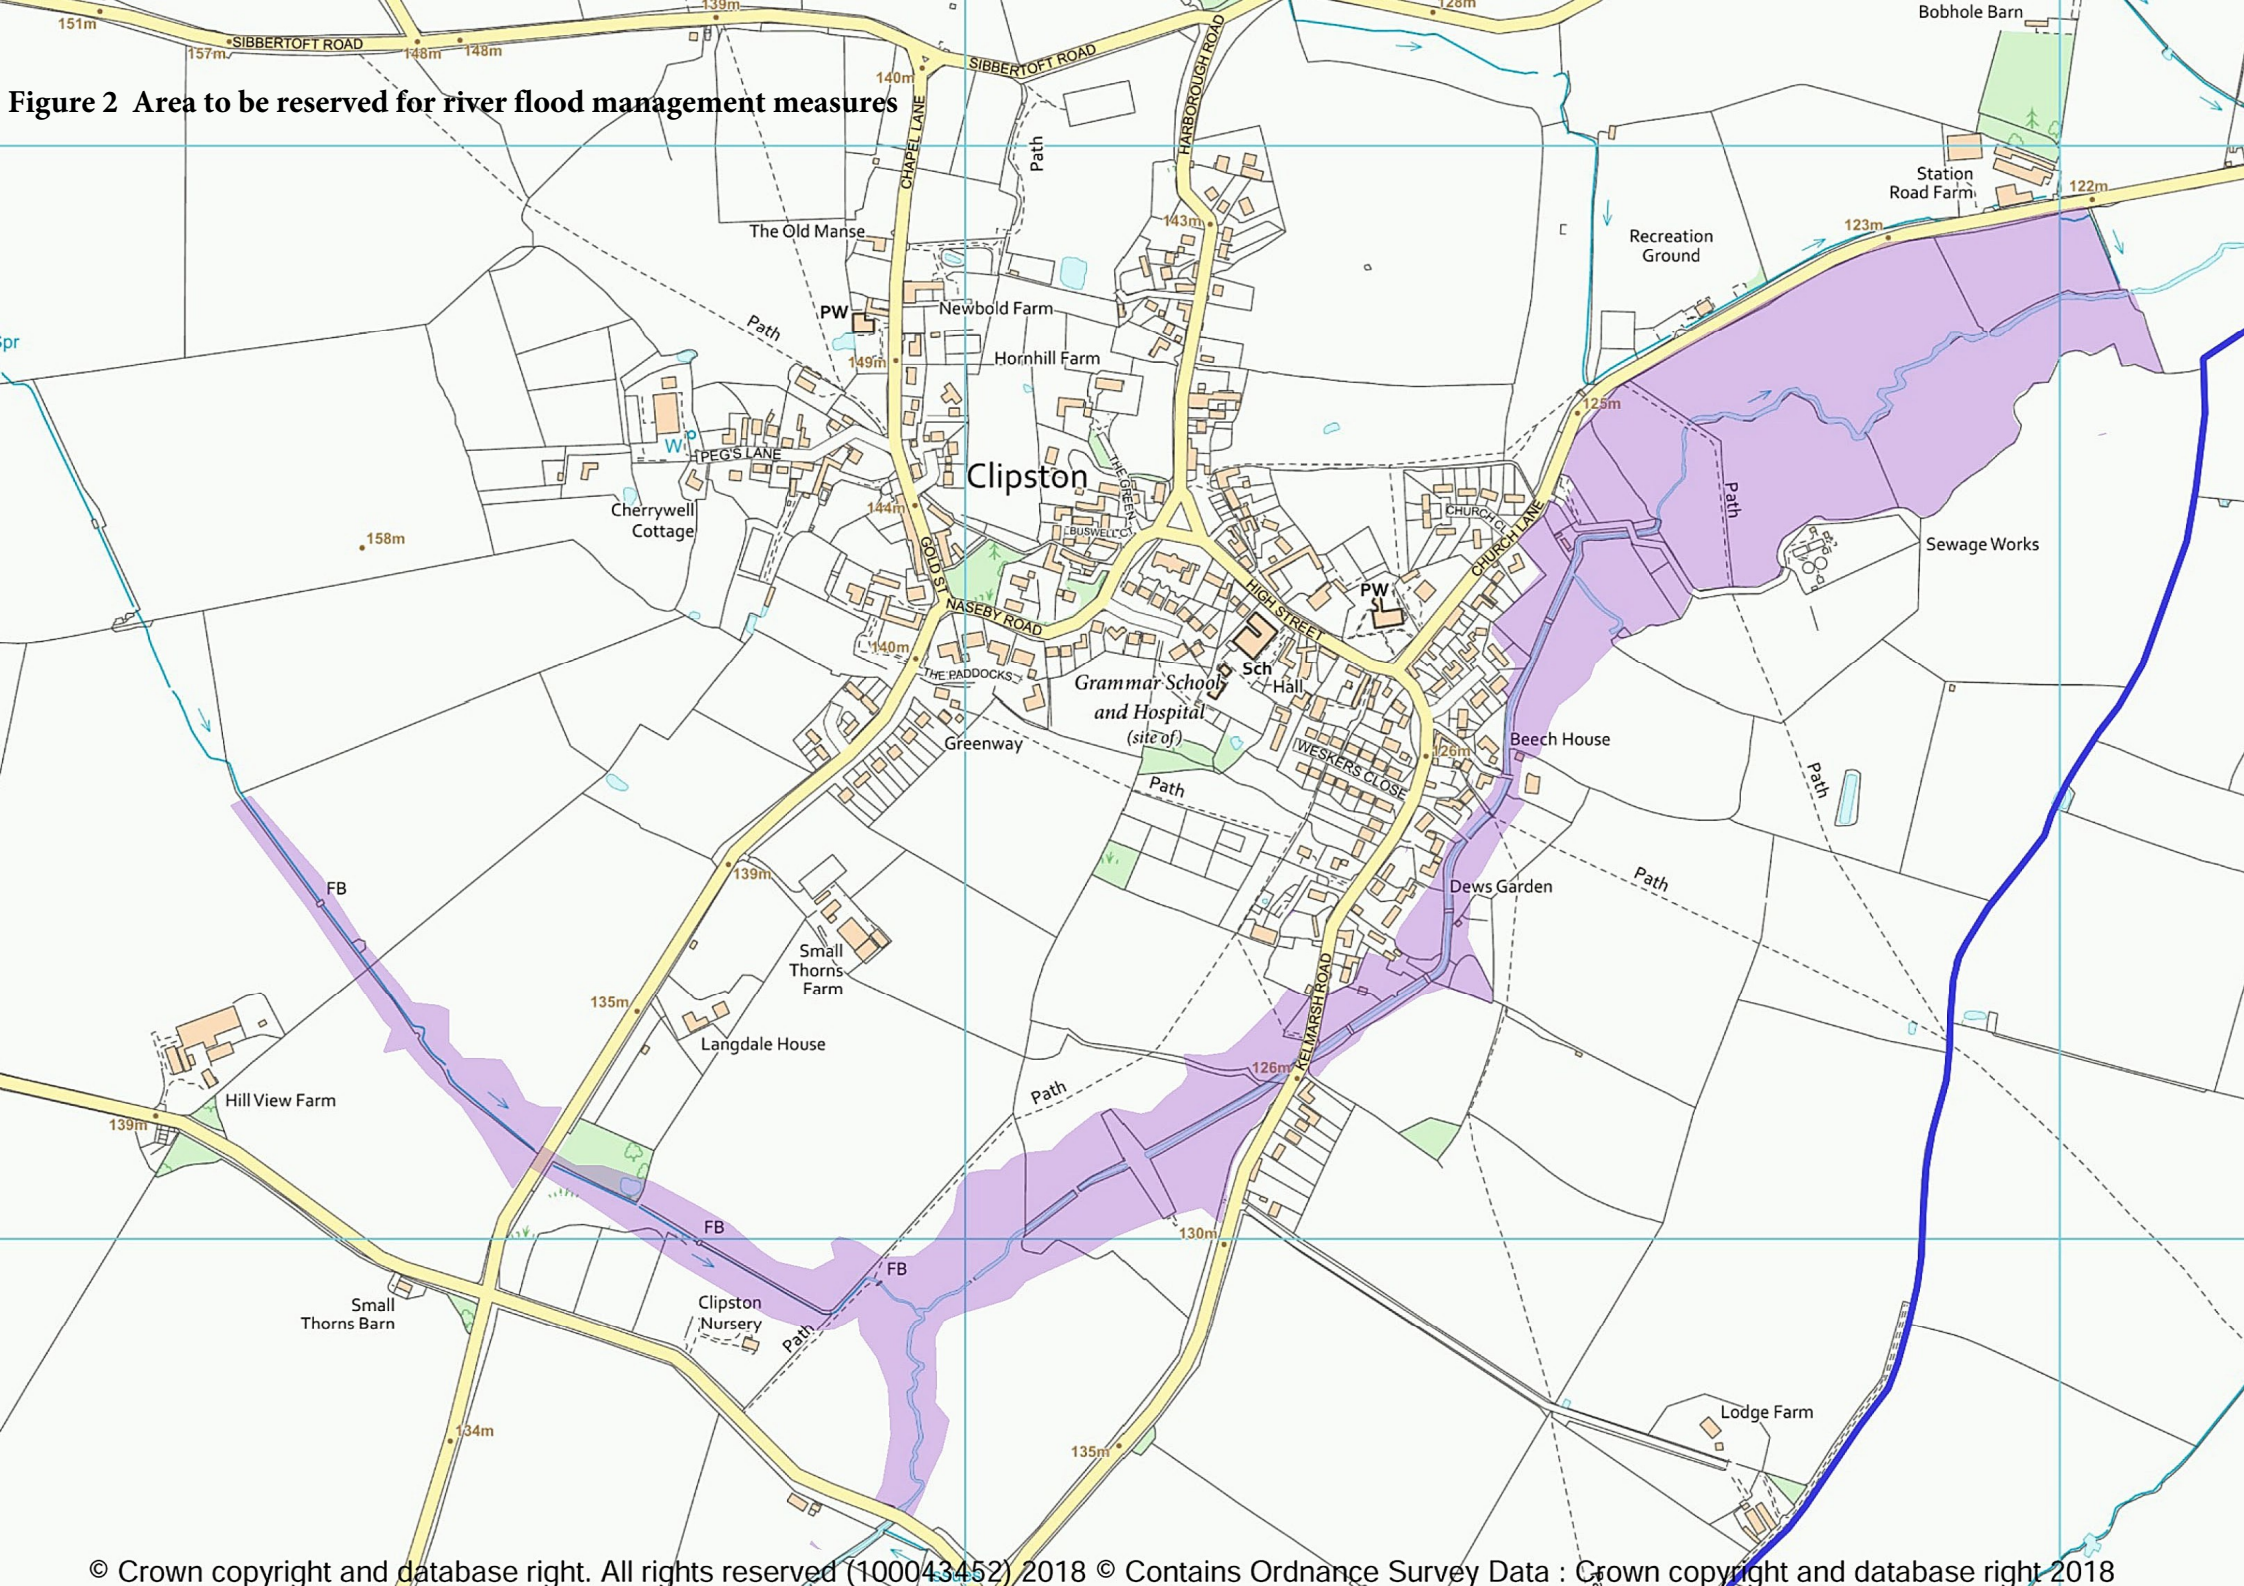 139m
128m
Bobhole Barn
151m
157m
SIBBERTOFT ROAD
148m
148m
SIBBERTOFT ROAD
HARBOROUGH ROAD
140m
Figure 2 Area to be reserved for river flood management measures
CHAPEL LANE
Path
Station
Road Farm
122m
143m
123m
The Old Manse
Recreation
Ground
PW
Newbold Farm
Path
Spr
149m
Hornhill Farm
125m
W
PEG'S LANE
Clipston
THE GREEN
Path
144m
Cherrywell
Cottage
CHURCH CL
BUSWELL C
158m
GOLD ST
CHURCH LANE
Sewage Works
PW
NASEBY ROAD
HIGH STREET
140m
THE PADDOCKS
Sch
Grammar School
Hall
and Hospital
(site of)
Greenway
Beech House
126m
WESKERS CLOSE
Path
Path
139m
FB
Dews Garden
Path
Small
Thorns
Farm
135m
KELMARSH ROAD
Langdale House
126m
Hill View Farm
Path
139m
FB
130m
FB
Small
Thorns Barn
Clipston
Nursery
Path
134m
Lodge Farm
135m
Issues
© Crown copyright and database right. All rights reserved (100043452) 2018 © Contains Ordnance Survey Data : Crown copyright and database right 2018